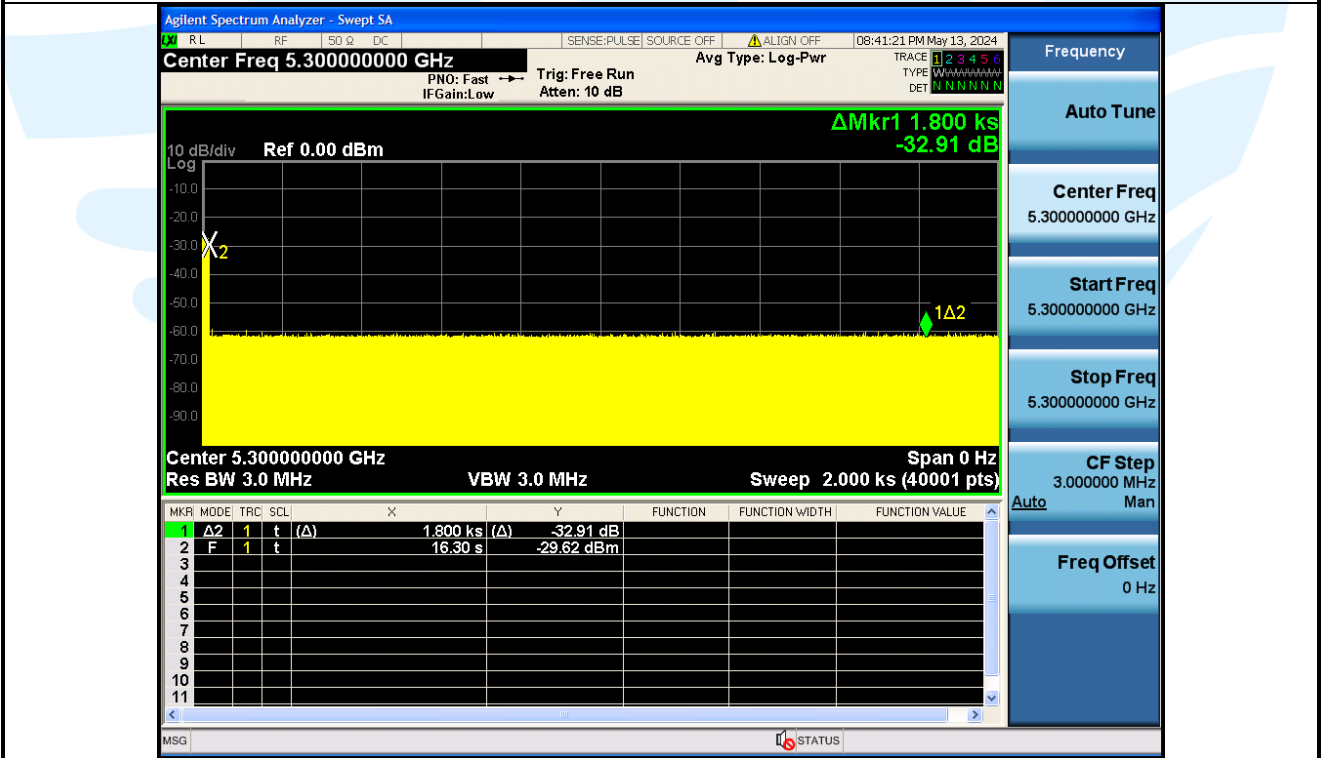 Agilent Spectrum Analyzer - Swept SA
LXI RL RF 50 Ω DC SENSE:PULSE SOURCE OFF ALIGN OFF 08:41:21 PM May 13, 2024
Center Freq 5.300000000 GHz
PNO: Fast
IFGain:Low
Trig: Free Run
Atten: 10 dB
Avg Type: Log-Pwr
TRACE 1 2 3 4 5 6
TYPE WWWWWW
DET N N N N N N
ΔMkr1 1.800 ks
-32.91 dB
10 dB/div Ref 0.00 dBm
Log
-10.0
-20.0
-30.0
-40.0
-50.0
-60.0
-70.0
-80.0
-90.0
2
1Δ2
Center 5.300000000 GHz Span 0 Hz
Res BW 3.0 MHz VBW 3.0 MHz Sweep 2.000 ks (40001 pts)
MKR MODE TRC SCL X Y FUNCTION FUNCTION WIDTH FUNCTION VALUE
1 Δ2 1 t (Δ) 1.800 ks (Δ) -32.91 dB
2 F 1 t 16.30 s -29.62 dBm
3
4
5
6
7
8
9
10
11
MSG STATUS
Frequency
Auto Tune
Center Freq
5.300000000 GHz
Start Freq
5.300000000 GHz
Stop Freq
5.300000000 GHz
CF Step
3.000000 MHz
Auto Man
Freq Offset
0 Hz